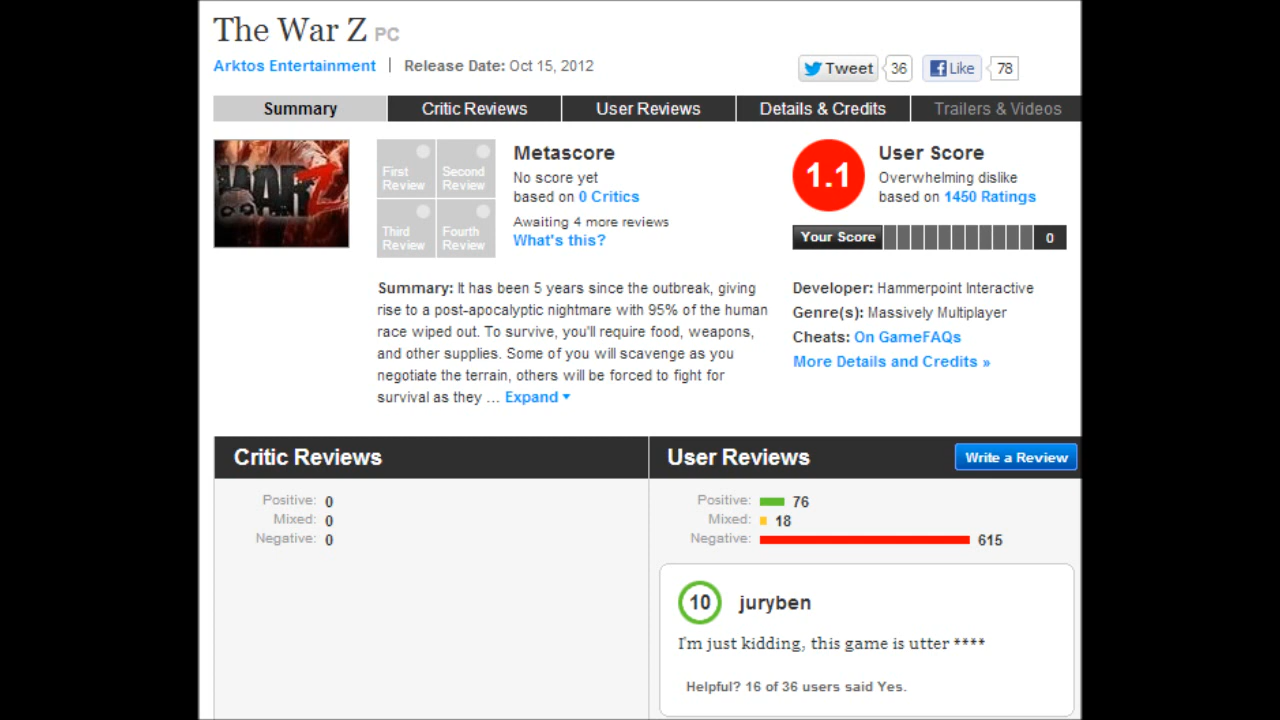 The War Z PC
Arktos Entertainment | Release Date: Oct 15, 2012
Tweet 36 Like 78
Summary Critic Reviews User Reviews Details & Credits Trailers & Videos
WAR Z
First Review
Second Review
Third Review
Fourth Review
Metascore
No score yet
based on 0 Critics
Awaiting 4 more reviews
What's this?
1.1
User Score
Overwhelming dislike
based on 1450 Ratings
Your Score 0
Summary: It has been 5 years since the outbreak, giving
rise to a post-apocalyptic nightmare with 95% of the human
race wiped out. To survive, you'll require food, weapons,
and other supplies. Some of you will scavenge as you
negotiate the terrain, others will be forced to fight for
survival as they ... Expand
Developer: Hammerpoint Interactive
Genre(s): Massively Multiplayer
Cheats: On GameFAQs
More Details and Credits »
Critic Reviews
Positive: 0
Mixed: 0
Negative: 0
User Reviews Write a Review
Positive: 76
Mixed: 18
Negative: 615
10 juryben
I'm just kidding, this game is utter ****
Helpful? 16 of 36 users said Yes.